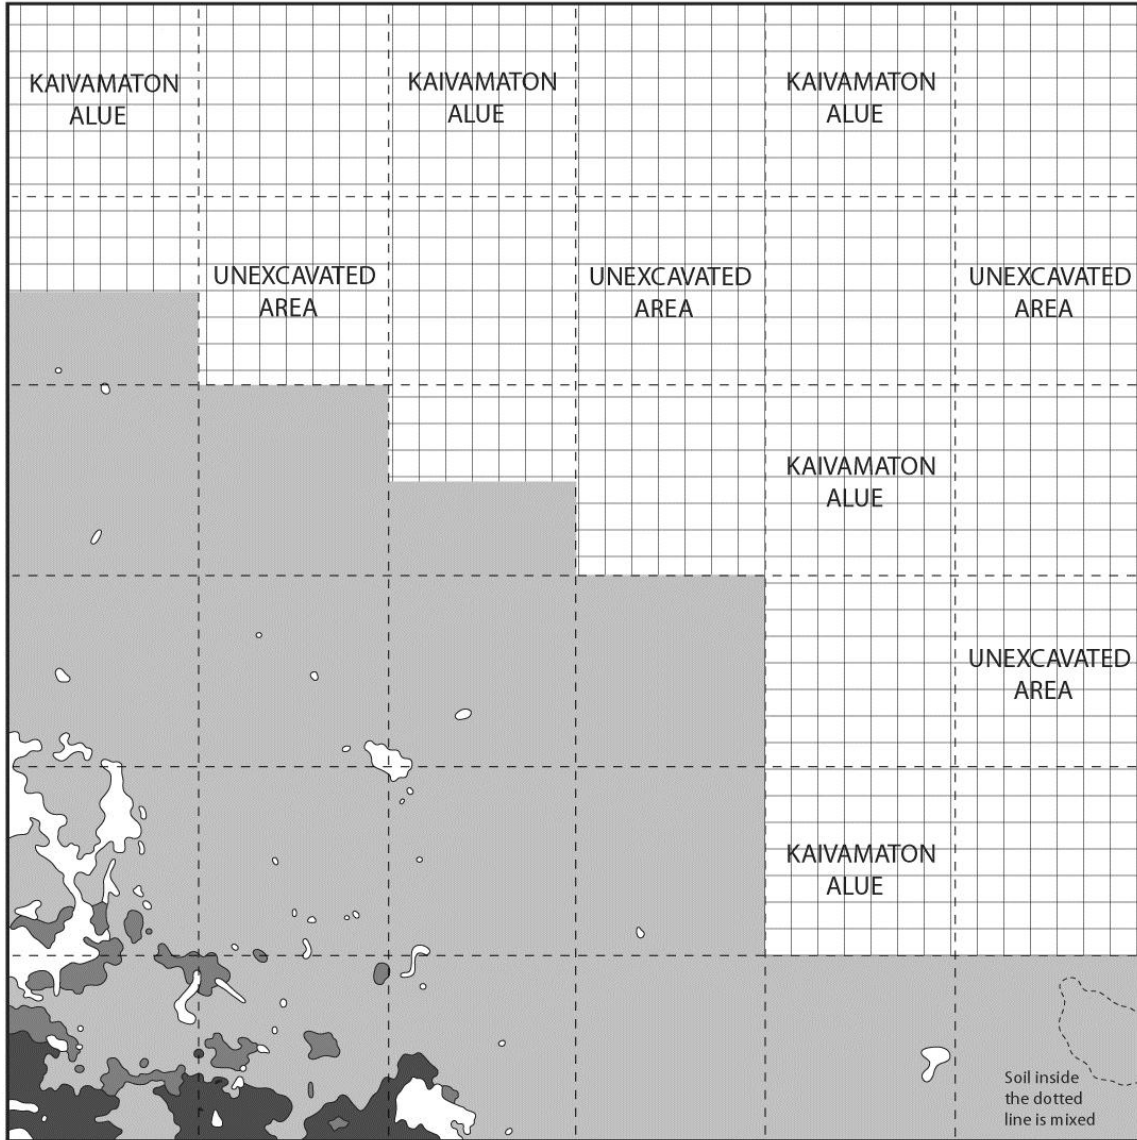 KAIVAMATON
ALUE
KAIVAMATON
ALUE
KAIVAMATON
ALUE
UNEXCAVATED
AREA
UNEXCAVATED
AREA
UNEXCAVATED
AREA
KAIVAMATON
ALUE
UNEXCAVATED
AREA
KAIVAMATON
ALUE
Soil inside
the dotted
line is mixed